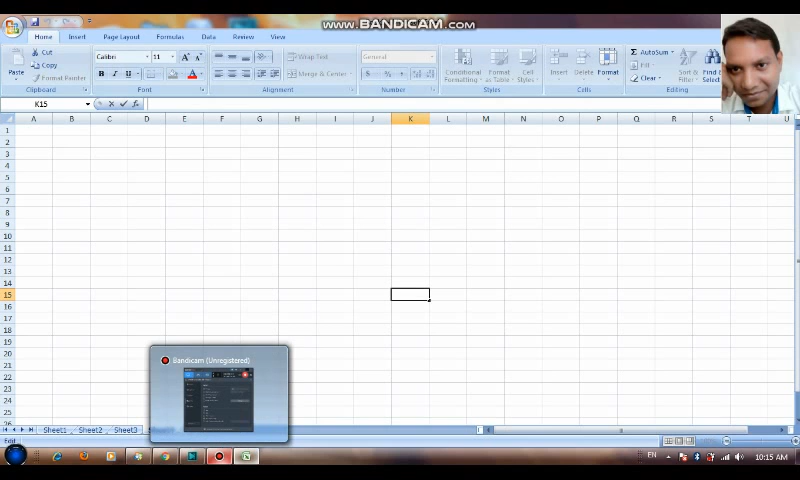 WWW.BANDICAM.COM
Home Insert Page Layout Formulas Data Review View
Cut
Copy
Format Painter
Paste
Clipboard
Calibri 11
B I U
Font
Wrap Text
Merge & Center
Alignment
General
Number
Conditional Formatting
Format as Table
Cell Styles
Styles
Insert Delete Format
Cells
AutoSum
Fill
Clear
Sort & Filter
Find & Select
Editing
K15
A B C D E F G H I J K L M N O P Q R S T U
1
2
3
4
5
6
7
8
9
10
11
12
13
14
15
16
17
18
19
20
21
22
23
24
25
26
Bandicam (Unregistered)
Sheet1 Sheet2 Sheet3
Edit
EN
10:15 AM